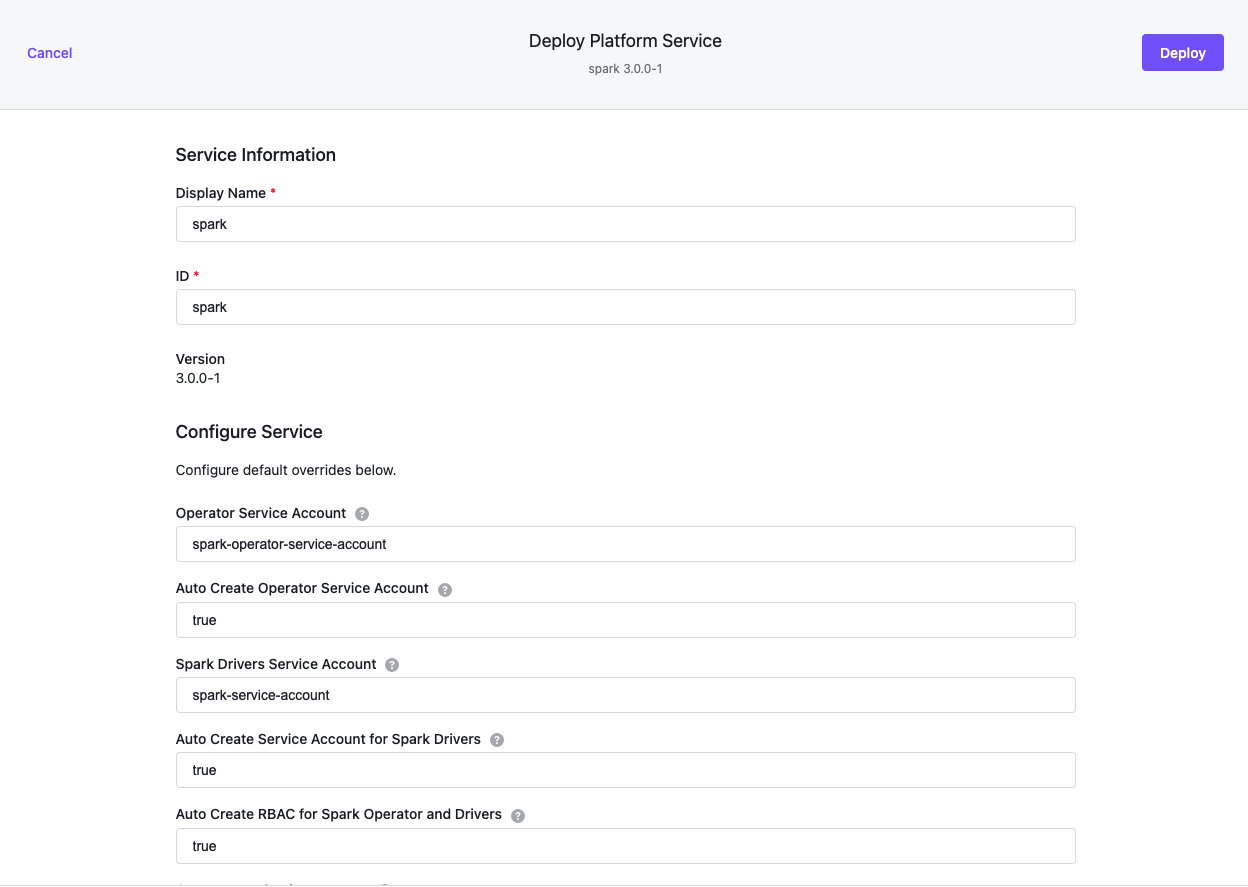 Cancel
Deploy Platform Service
spark 3.0.0-1
Deploy
Service Information
Display Name *
spark
ID *
spark
Version
3.0.0-1
Configure Service
Configure default overrides below.
Operator Service Account ?
spark-operator-service-account
Auto Create Operator Service Account ?
true
Spark Drivers Service Account ?
spark-service-account
Auto Create Service Account for Spark Drivers ?
true
Auto Create RBAC for Spark Operator and Drivers ?
true